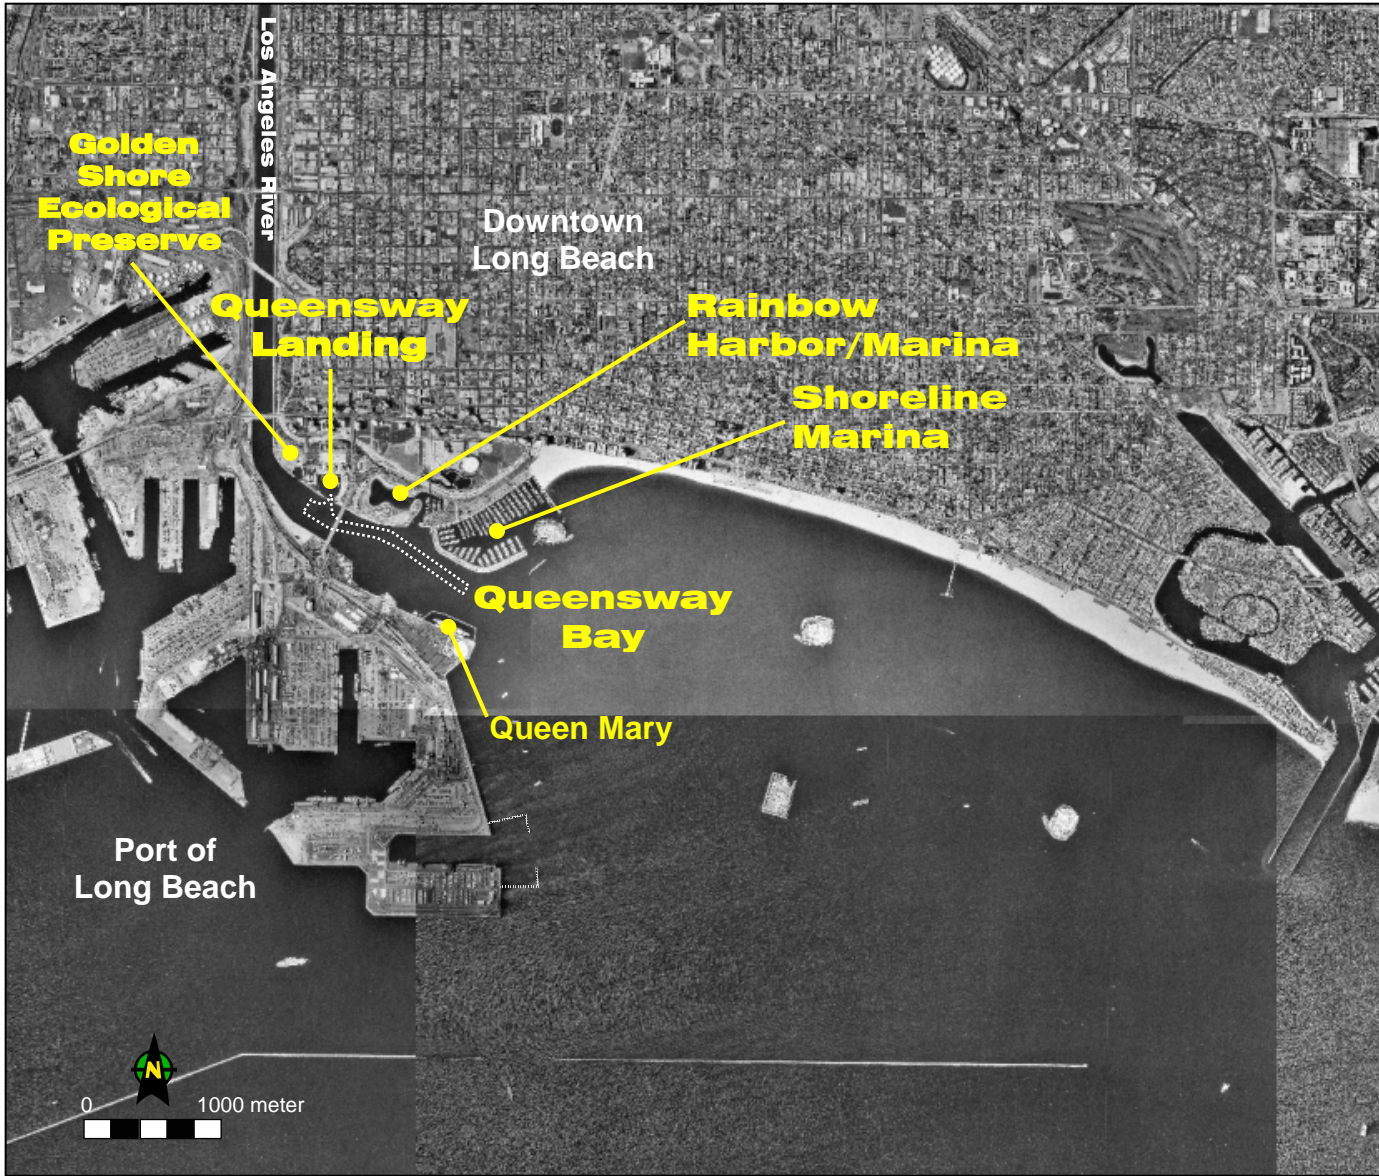 Los Angeles River
Golden
Shore
Ecological
Preserve
Downtown
Long Beach
Queensway
Landing
Rainbow
Harbor/Marina
Shoreline
Marina
Queensway
Bay
Queen Mary
Port of
Long Beach
N
0 1000 meter